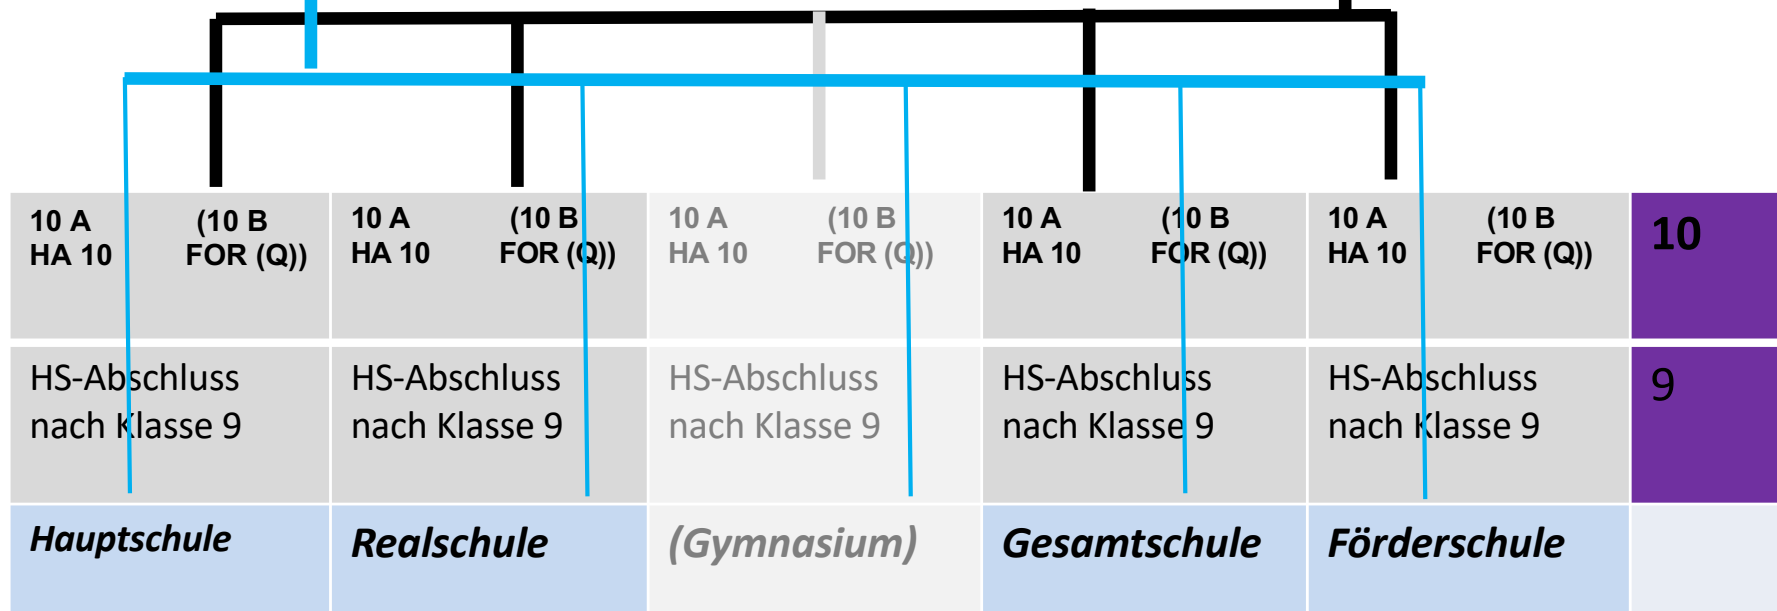 10 A (10 B
HA 10 FOR (Q))
10 A (10 B
HA 10 FOR (Q))
10 A (10 B
HA 10 FOR (Q))
10 A (10 B
HA 10 FOR (Q))
10 A (10 B
HA 10 FOR (Q))
10
HS-Abschluss
nach Klasse 9
HS-Abschluss
nach Klasse 9
HS-Abschluss
nach Klasse 9
HS-Abschluss
nach Klasse 9
HS-Abschluss
nach Klasse 9
9
Hauptschule
Realschule
(Gymnasium)
Gesamtschule
Förderschule